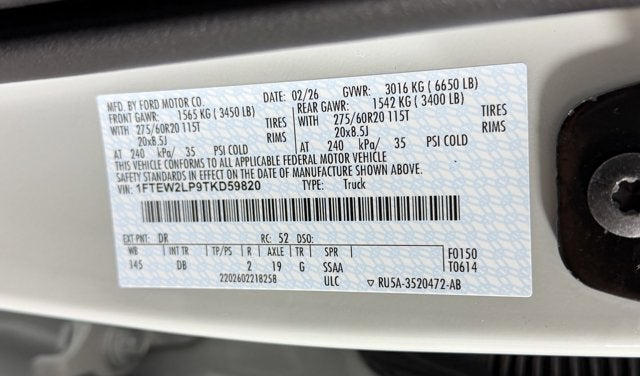 MFD. BY FORD MOTOR CO. DATE: 02/26 GVWR: 3016 KG ( 6650 LB)
FRONT GAWR: 1565 KG ( 3450 LB) REAR GAWR: 1542 KG ( 3400 LB)
WITH 275/60R20 115T TIRES WITH 275/60R20 115T TIRES
20x8.5J RIMS 20x8.5J RIMS
AT 240 kPa/ 35 PSI COLD AT 240 kPa/ 35 PSI COLD
THIS VEHICLE CONFORMS TO ALL APPLICABLE FEDERAL MOTOR VEHICLE
SAFETY STANDARDS IN EFFECT ON THE DATE OF MANUFACTURE SHOWN ABOVE.
VIN: 1FTEW2LP9TKD59820 TYPE: Truck
EXT PNT: DR RC: 52 DSO:
WB INT TR TP/PS R AXLE TR SPR F0150
145 DB 2 19 G SSAA T0614
2202602218258 ULC ▽ RU5A-3520472-AB